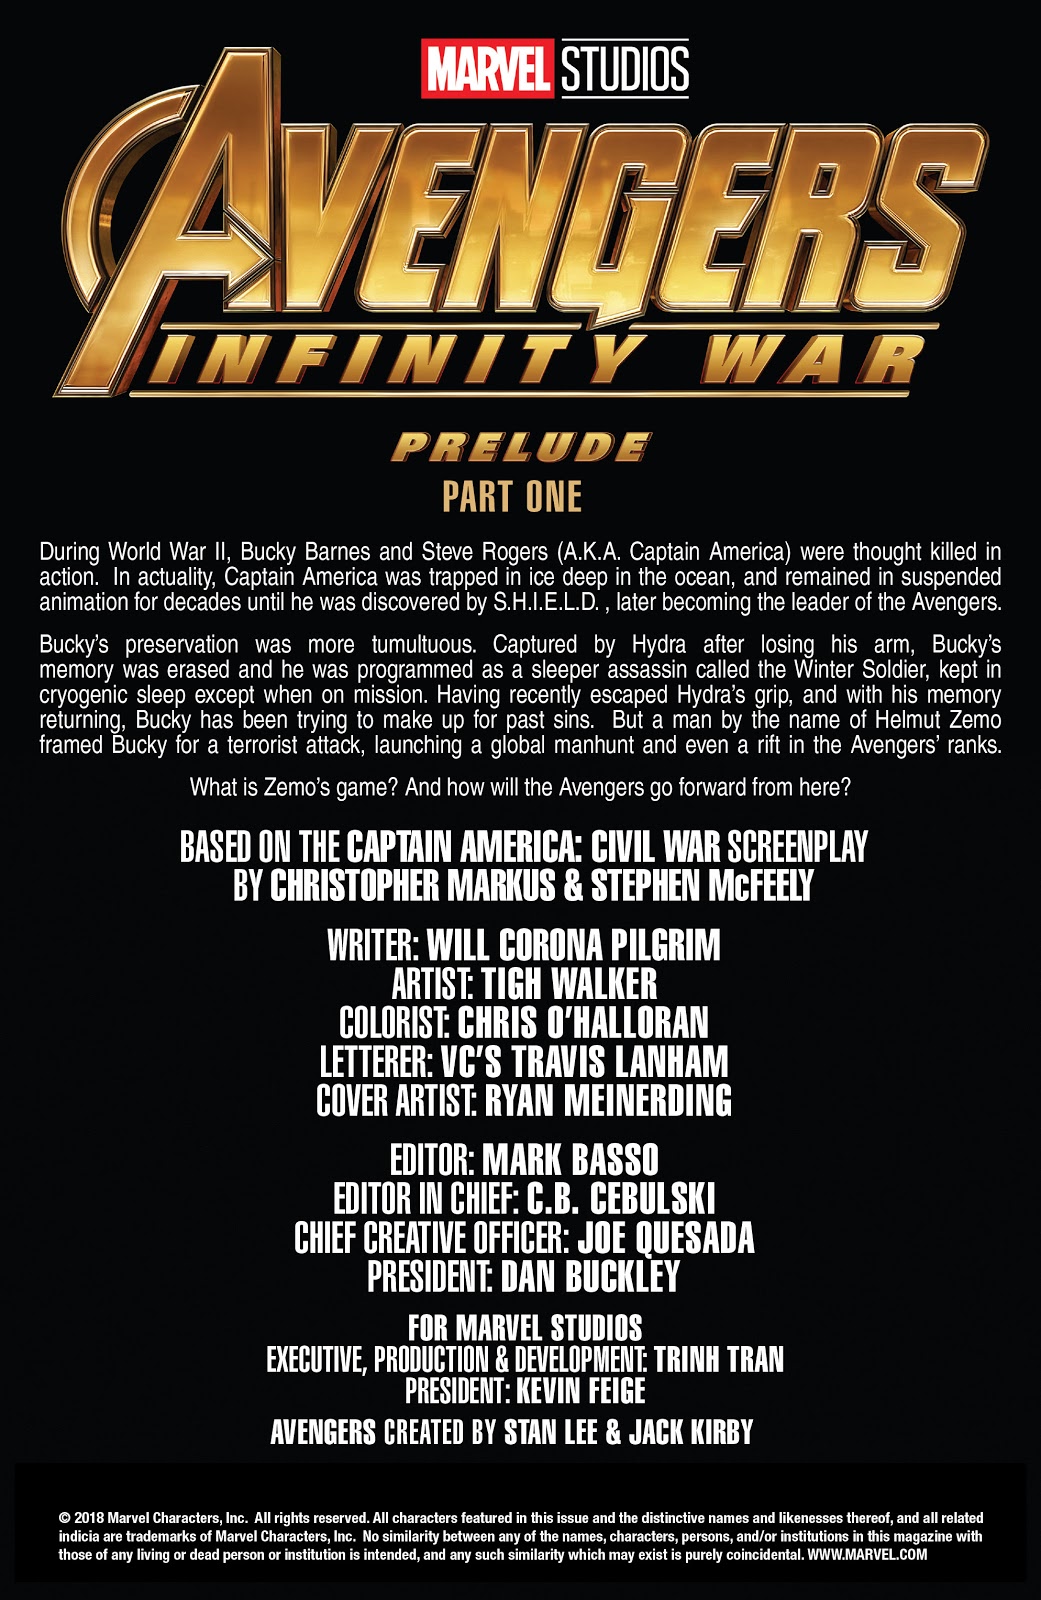 MARVEL STUDIOS
AVENGERS
INFINITY WAR
PRELUDE
PART ONE
During World War II, Bucky Barnes and Steve Rogers (A.K.A. Captain America) were thought killed in
action. In actuality, Captain America was trapped in ice deep in the ocean, and remained in suspended
animation for decades until he was discovered by S.H.I.E.L.D. , later becoming the leader of the Avengers.
Bucky's preservation was more tumultuous. Captured by Hydra after losing his arm, Bucky's
memory was erased and he was programmed as a sleeper assassin called the Winter Soldier, kept in
cryogenic sleep except when on mission. Having recently escaped Hydra's grip, and with his memory
returning, Bucky has been trying to make up for past sins. But a man by the name of Helmut Zemo
framed Bucky for a terrorist attack, launching a global manhunt and even a rift in the Avengers' ranks.
What is Zemo's game? And how will the Avengers go forward from here?
BASED ON THE CAPTAIN AMERICA: CIVIL WAR SCREENPLAY
BY CHRISTOPHER MARKUS & STEPHEN McFEELY
WRITER: WILL CORONA PILGRIM
ARTIST: TIGH WALKER
COLORIST: CHRIS O'HALLORAN
LETTERER: VC'S TRAVIS LANHAM
COVER ARTIST: RYAN MEINERDING
EDITOR: MARK BASSO
EDITOR IN CHIEF: C.B. CEBULSKI
CHIEF CREATIVE OFFICER: JOE QUESADA
PRESIDENT: DAN BUCKLEY
FOR MARVEL STUDIOS
EXECUTIVE, PRODUCTION & DEVELOPMENT: TRINH TRAN
PRESIDENT: KEVIN FEIGE
AVENGERS CREATED BY STAN LEE & JACK KIRBY
© 2018 Marvel Characters, Inc. All rights reserved. All characters featured in this issue and the distinctive names and likenesses thereof, and all related
indicia are trademarks of Marvel Characters, Inc. No similarity between any of the names, characters, persons, and/or institutions in this magazine with
those of any living or dead person or institution is intended, and any such similarity which may exist is purely coincidental. WWW.MARVEL.COM